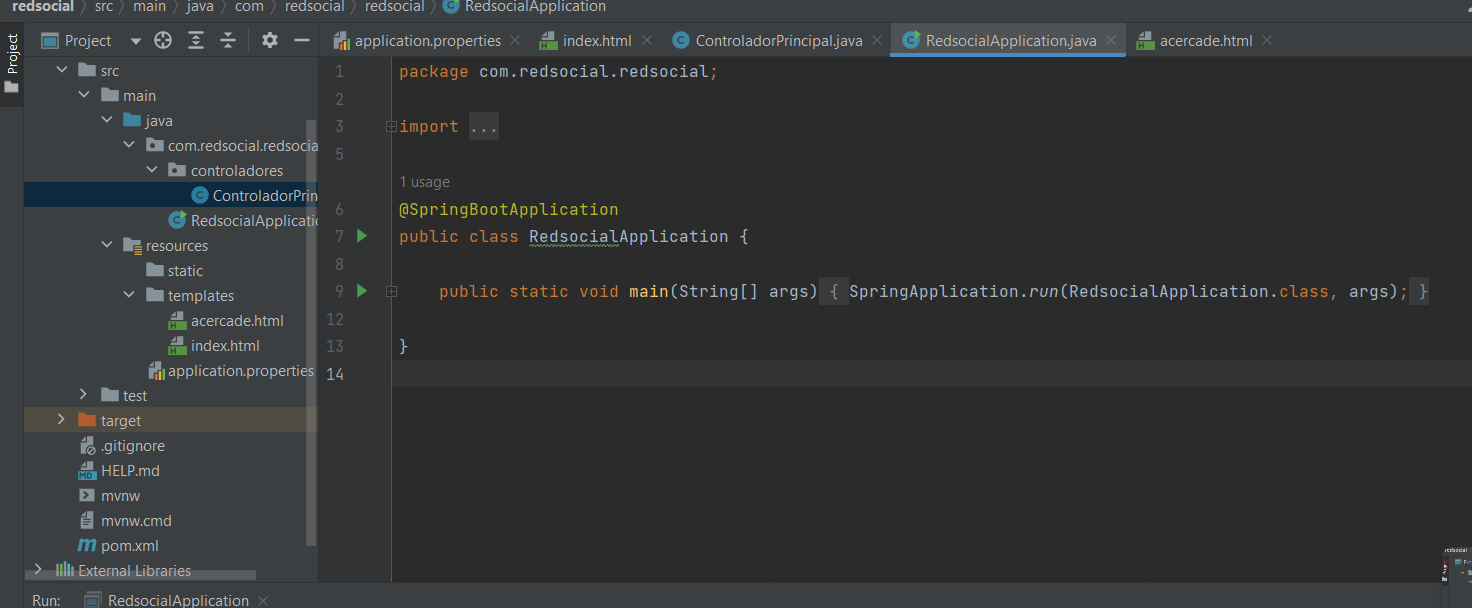 redsocial src main java com redsocial redsocial RedsocialApplication
Project
Project
application.properties index.html ControladorPrincipal.java RedsocialApplication.java acercade.html
src
main
java
com.redsocial.redsocia
controladores
ControladorPrin
RedsocialApplicatio
resources
static
templates
acercade.html
index.html
application.properties
test
target
.gitignore
HELP.md
mvnw
mvnw.cmd
pom.xml
External Libraries
1 package com.redsocial.redsocial;
2
3 import ...
5
1 usage
6 @SpringBootApplication
7 public class RedsocialApplication {
8
9 public static void main(String[] args) { SpringApplication.run(RedsocialApplication.class, args); }
12
13 }
14
Run: RedsocialApplication